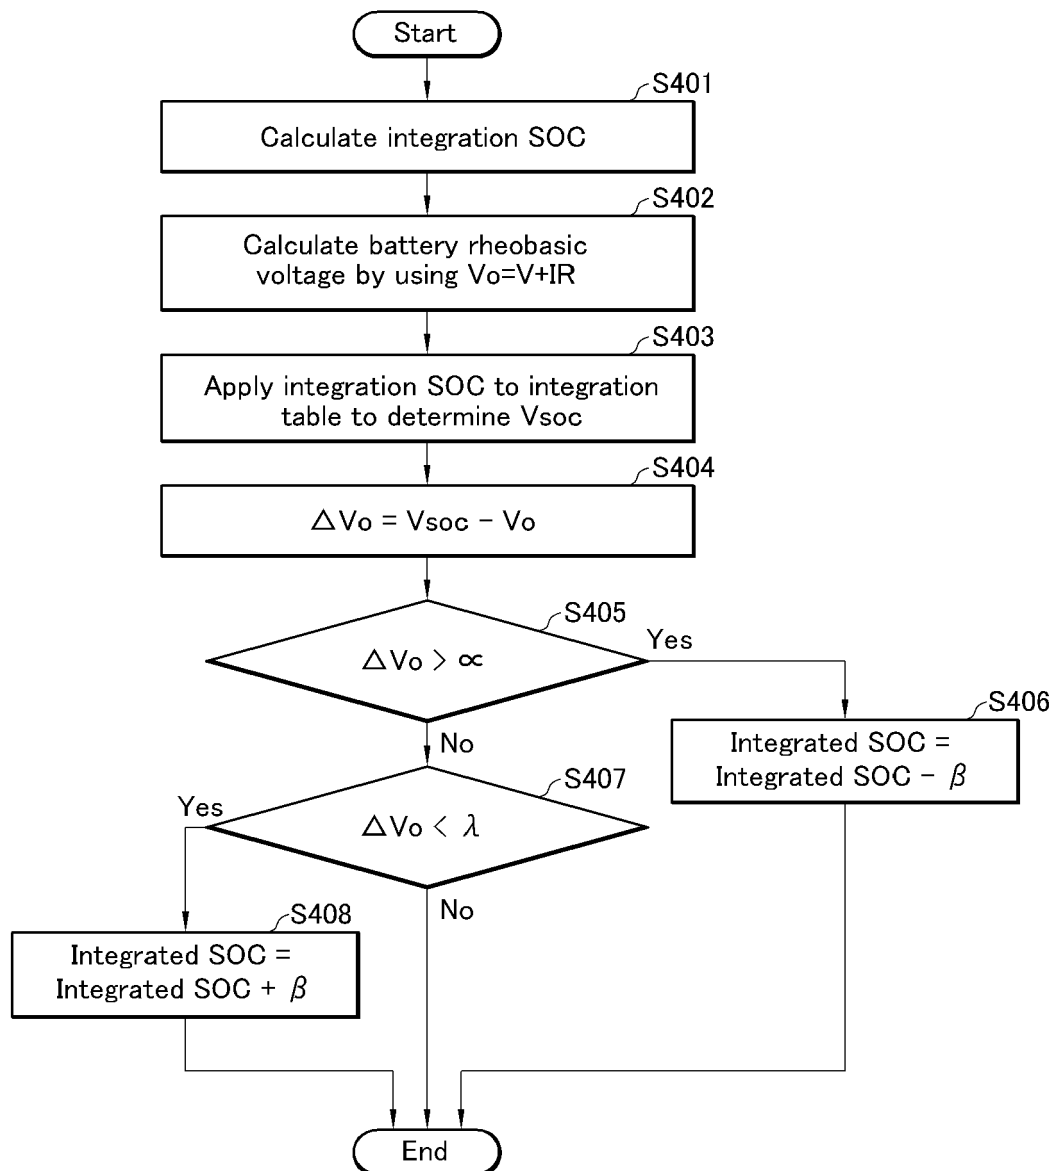 Start
S401
Calculate integration SOC
S402
Calculate battery rheobasic
voltage by using Vo=V+IR
S403
Apply integration SOC to integration
table to determine Vsoc
S404
△Vo = Vsoc - Vo
S405
△Vo > ∝
Yes
No
S406
Integrated SOC =
Integrated SOC - β
S407
△Vo < λ
Yes
No
S408
Integrated SOC =
Integrated SOC + β
End